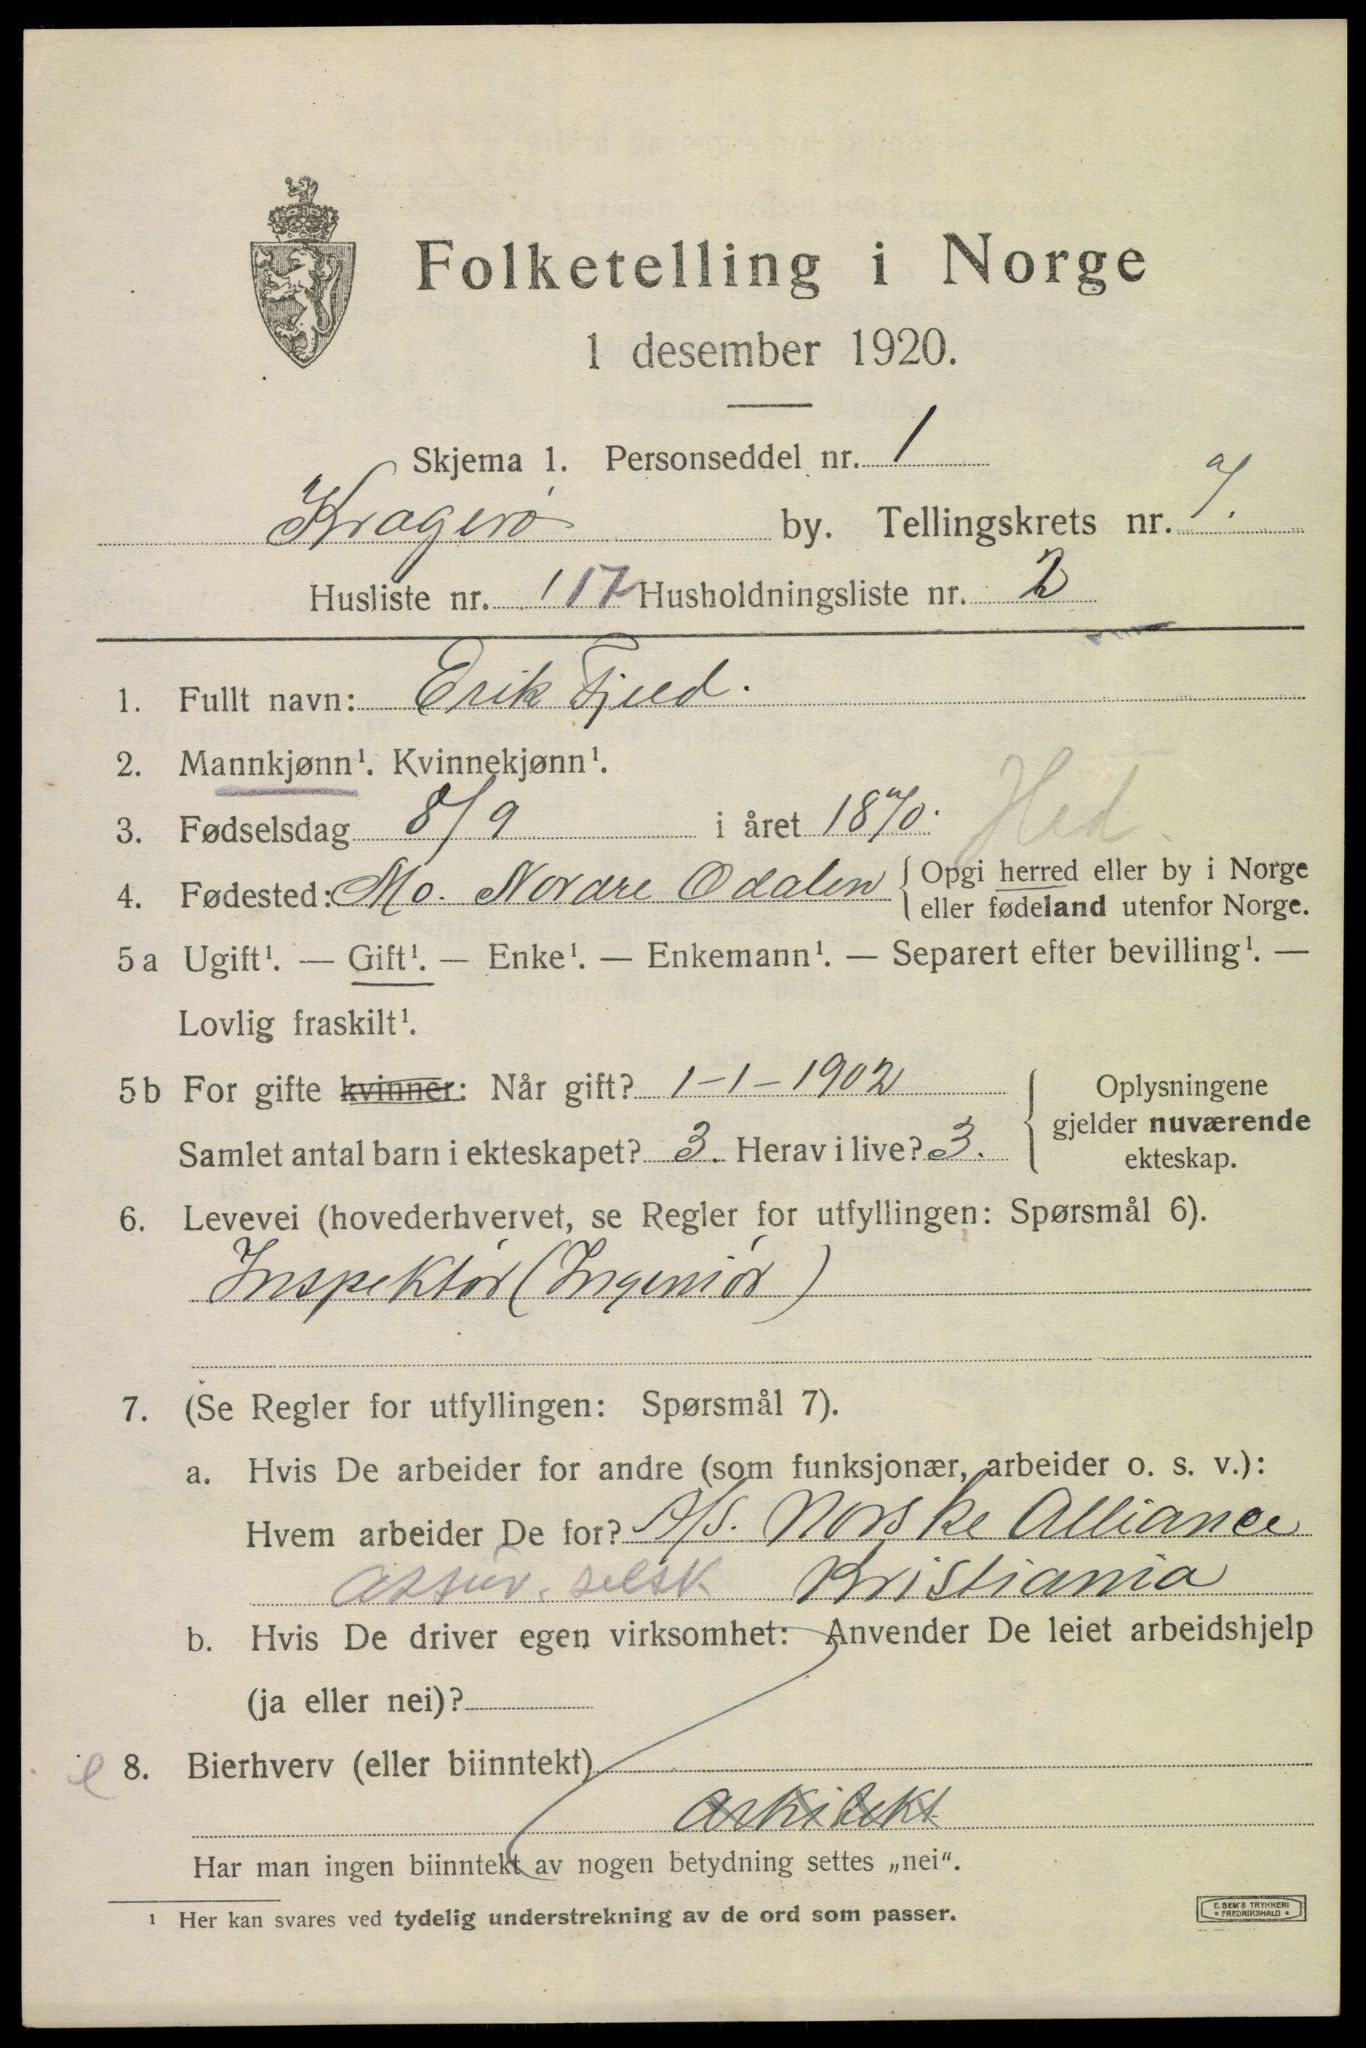 Folketelling i Norge
1 desember 1920.
Skjema 1. Personseddel nr. 1
Kragerø by. Tellingskrets nr. 7.
Husliste nr. 117 Husholdningsliste nr. 2
1. Fullt navn: Erik Fjeld.
2. Mannkjønn¹. Kvinnekjønn¹.
3. Fødselsdag 8/9 i året 1870. Hed.
4. Fødested: Mo. Nordre Odalen { Opgi herred eller by i Norge
eller fødeland utenfor Norge.
5a Ugift¹. — Gift¹. — Enke¹. — Enkemann¹. — Separert efter bevilling¹. —
Lovlig fraskilt¹.
5b For gifte kvinner: Når gift? 1-1-1902
Samlet antal barn i ekteskapet? 3. Herav i live? 3.
Oplysningene
gjelder nuværende
ekteskap.
6. Levevei (hovederhvervet, se Regler for utfyllingen: Spørsmål 6).
Inspektør (Ingeniør)
7. (Se Regler for utfyllingen: Spørsmål 7).
a. Hvis De arbeider for andre (som funksjonær, arbeider o. s. v.):
Hvem arbeider De for? A/S. Norske Alliance
assur. selsk Kristiania
b. Hvis De driver egen virksomhet: Anvender De leiet arbeidshjelp
(ja eller nei)?
8. Bierhverv (eller biinntekt)
Arkitekt
Har man ingen biinntekt av nogen betydning settes „nei".
¹ Her kan svares ved tydelig understrekning av de ord som passer.
E. SEM'S TRYKKERI
• FREDRIKSHALD •